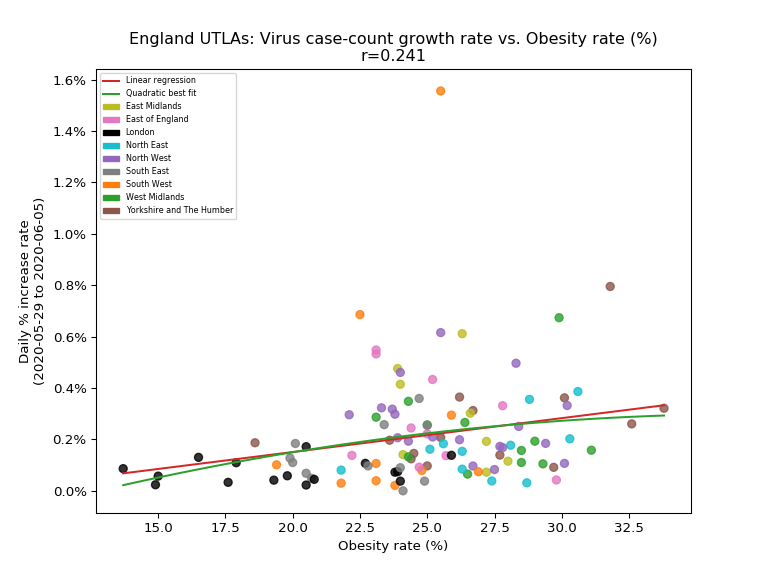 England UTLAs: Virus case-count growth rate vs. Obesity rate (%)
r=0.241
Daily % increase rate
(2020-05-29 to 2020-06-05)
1.6%
1.4%
1.2%
1.0%
0.8%
0.6%
0.4%
0.2%
0.0%
Linear regression
Quadratic best fit
East Midlands
East of England
London
North East
North West
South East
South West
West Midlands
Yorkshire and The Humber
15.0 17.5 20.0 22.5 25.0 27.5 30.0 32.5
Obesity rate (%)